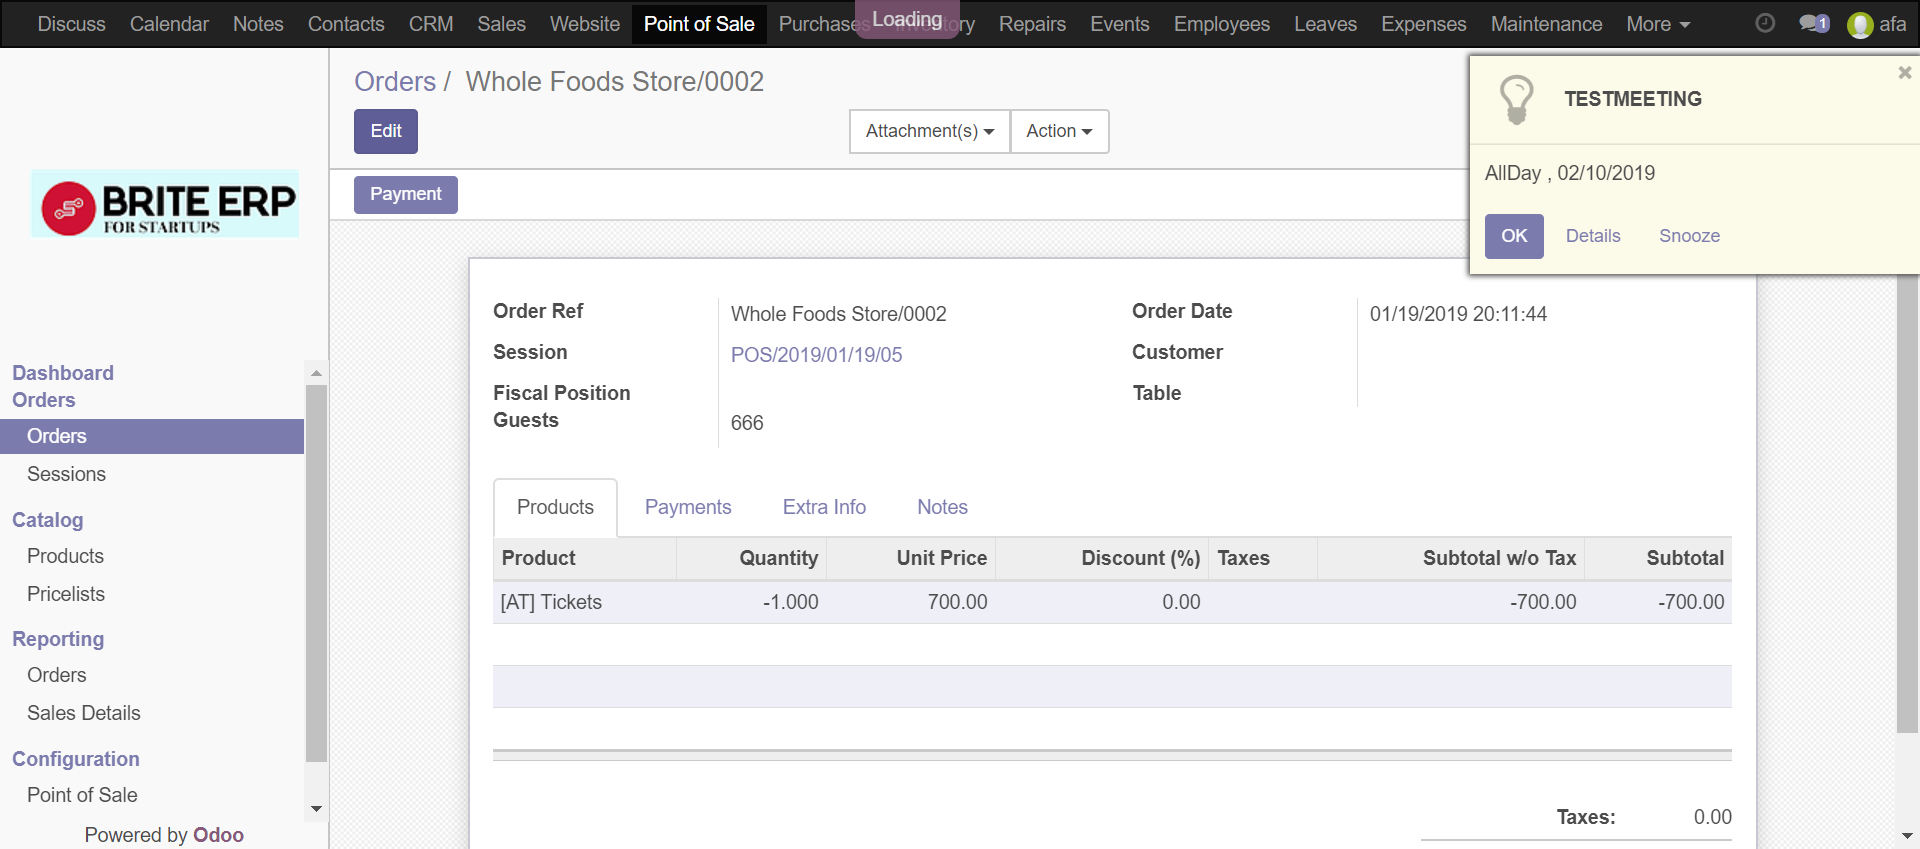 Discuss Calendar Notes Contacts CRM Sales Website Point of Sale Purchases Inventory Repairs Events Employees Leaves Expenses Maintenance More 1 afa
Loading
Orders / Whole Foods Store/0002
Edit Attachment(s) Action
Payment
TESTMEETING
AllDay , 02/10/2019
OK Details Snooze
BRITE ERP
FOR STARTUPS
Dashboard
Orders
Orders
Sessions
Catalog
Products
Pricelists
Reporting
Orders
Sales Details
Configuration
Point of Sale
Powered by Odoo
Order Ref Whole Foods Store/0002 Order Date 01/19/2019 20:11:44
Session POS/2019/01/19/05 Customer
Fiscal Position Table
Guests 666
Products Payments Extra Info Notes
Product Quantity Unit Price Discount (%) Taxes Subtotal w/o Tax Subtotal
[AT] Tickets -1.000 700.00 0.00 -700.00 -700.00
Taxes: 0.00